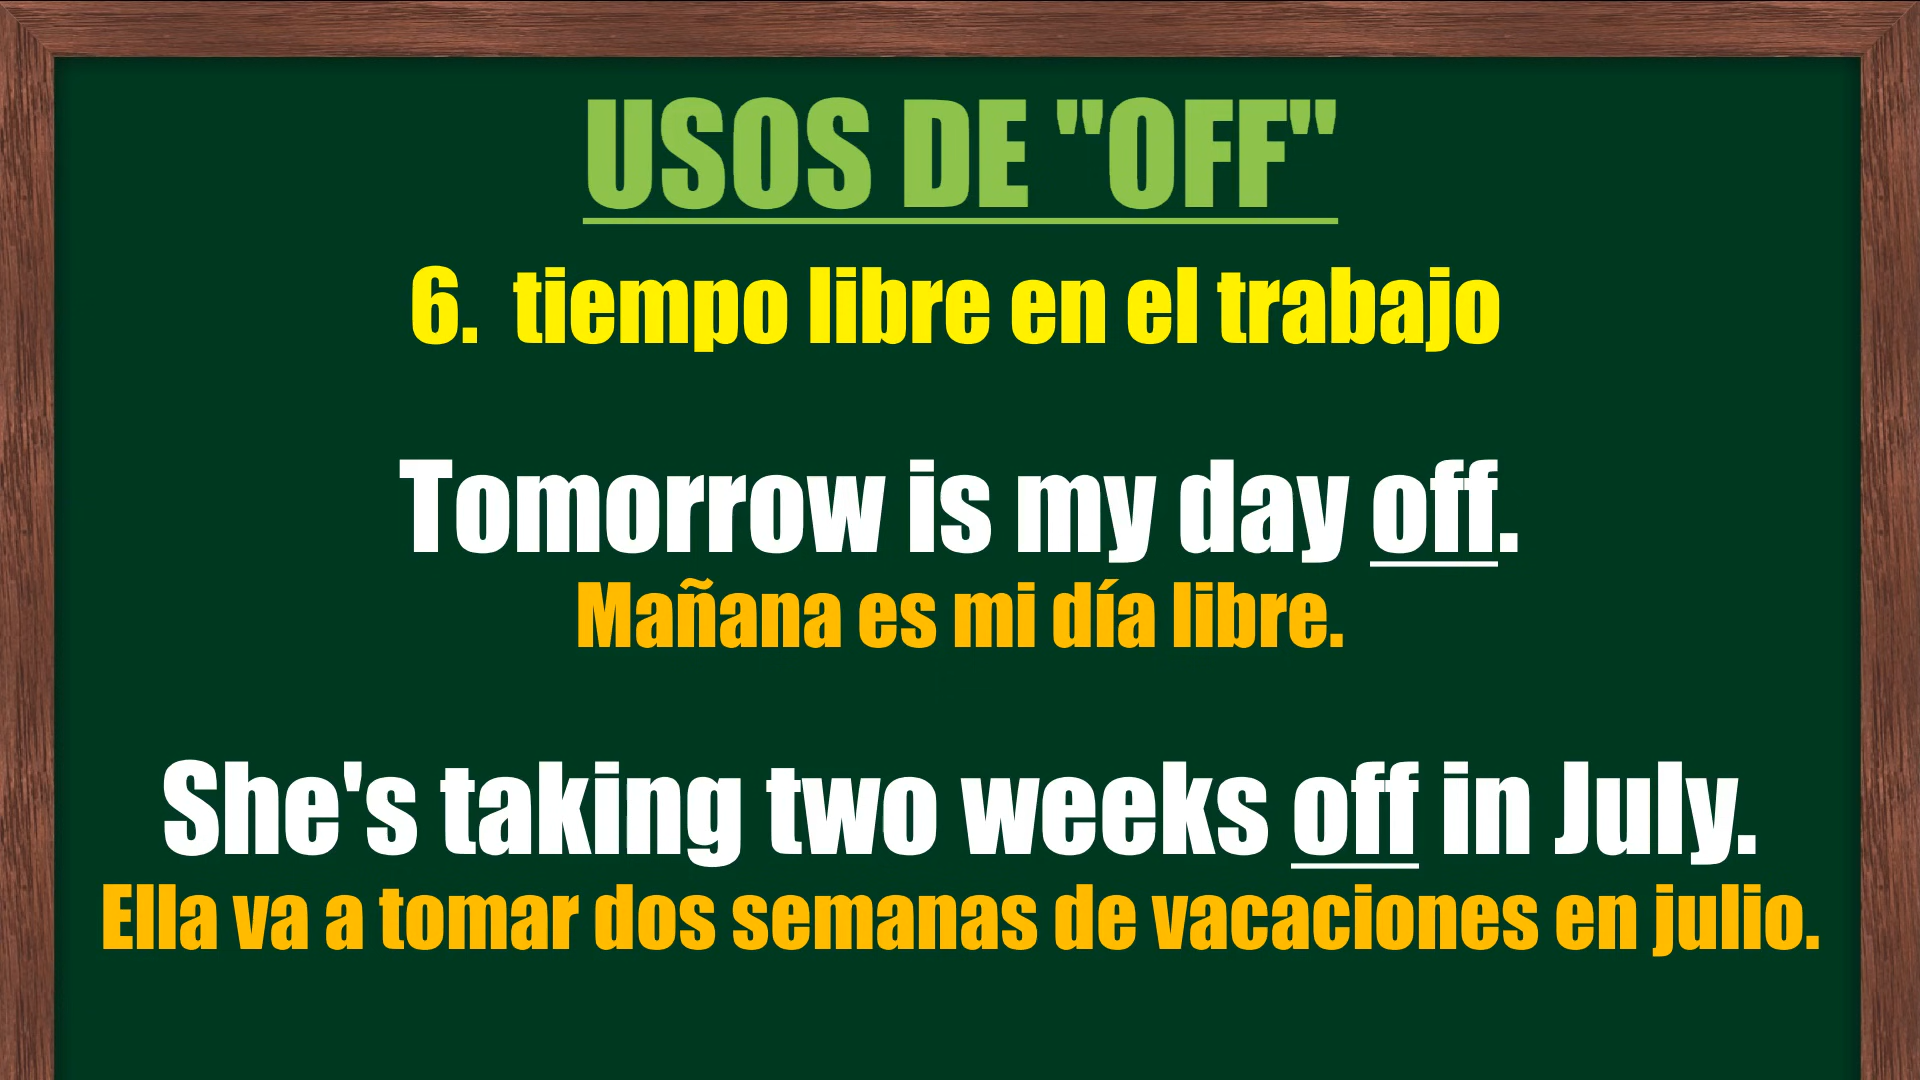 USOS DE "OFF"
6. tiempo libre en el trabajo
Tomorrow is my day off.
Mañana es mi día libre.
She's taking two weeks off in July.
Ella va a tomar dos semanas de vacaciones en julio.